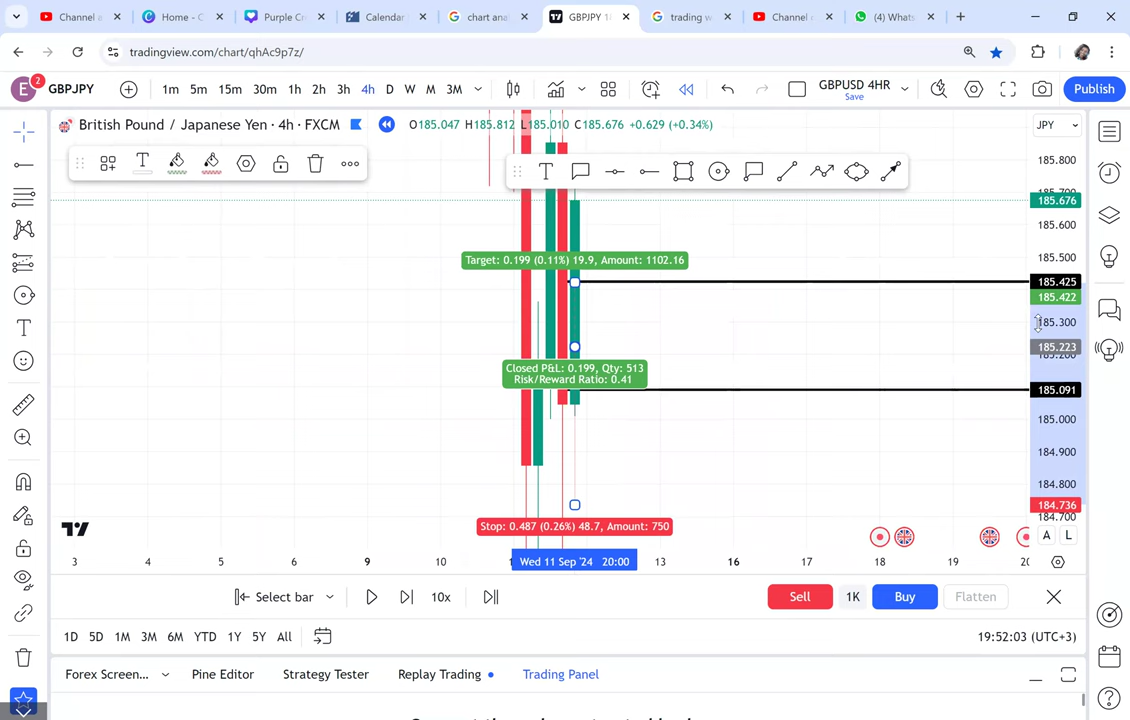 Channel a
Home - C
Purple Cr
Calendar
chart ana
GBPJPY 18
trading w
Channel c
(4) Whats
tradingview.com/chart/qhAc9p7z/
E
2
GBPJPY
1m 5m 15m 30m 1h 2h 3h 4h D W M 3M
GBPUSD 4HR
Save
Publish
British Pound / Japanese Yen · 4h · FXCM
O185.047 H185.812 L185.010 C185.676 +0.629 (+0.34%)
JPY
185.800
185.676
185.600
185.500
185.425
185.422
185.300
185.223
185.091
185.000
184.900
184.800
184.736
184.700
Target: 0.199 (0.11%) 19.9, Amount: 1102.16
Closed P&L: 0.199, Qty: 513
Risk/Reward Ratio: 0.41
Stop: 0.487 (0.26%) 48.7, Amount: 750
A L
3 4 5 6 9 10 Wed 11 Sep '24 20:00 13 16 17 18 19 20
Select bar
10x
Sell
1K
Buy
Flatten
1D 5D 1M 3M 6M YTD 1Y 5Y All
19:52:03 (UTC+3)
Forex Screen...
Pine Editor
Strategy Tester
Replay Trading
Trading Panel